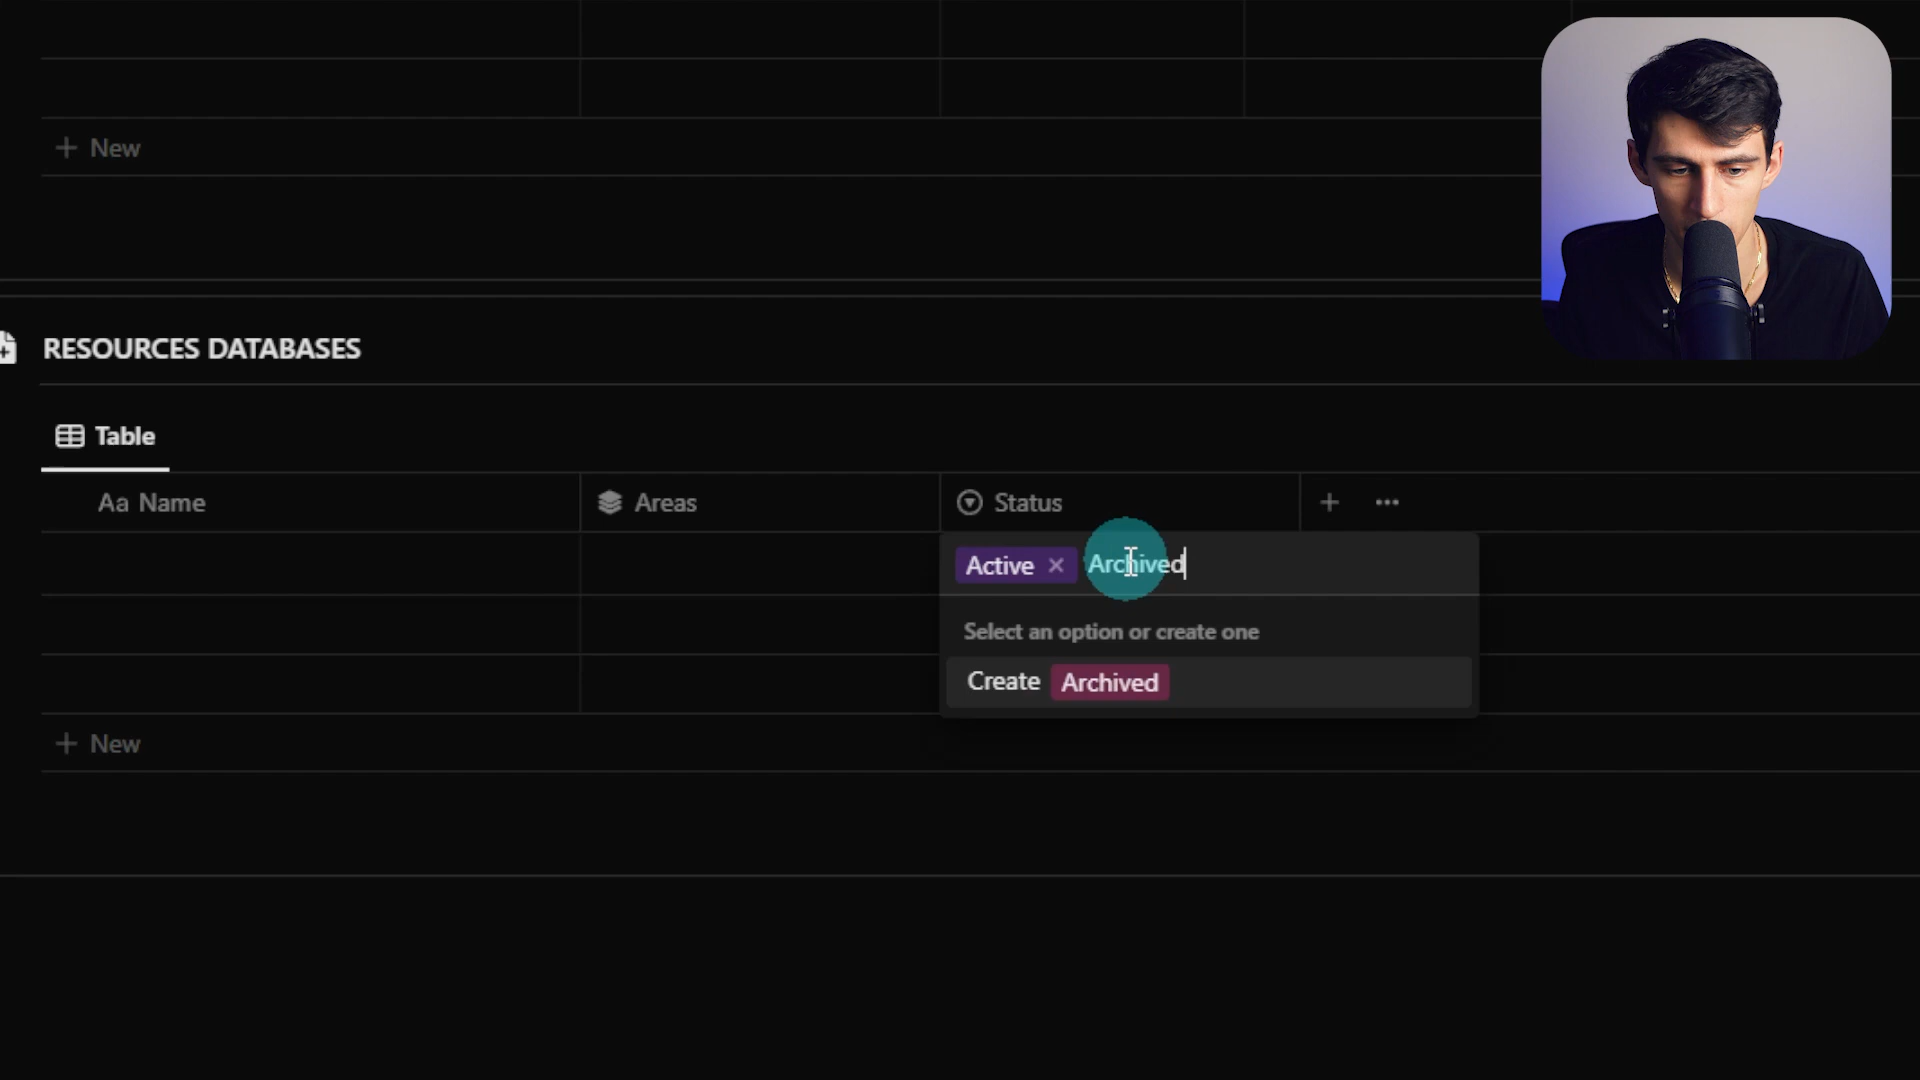 New
RESOURCES DATABASES
Table
Aa Name
Areas
Status
Active Archived
Select an option or create one
Create Archived
New